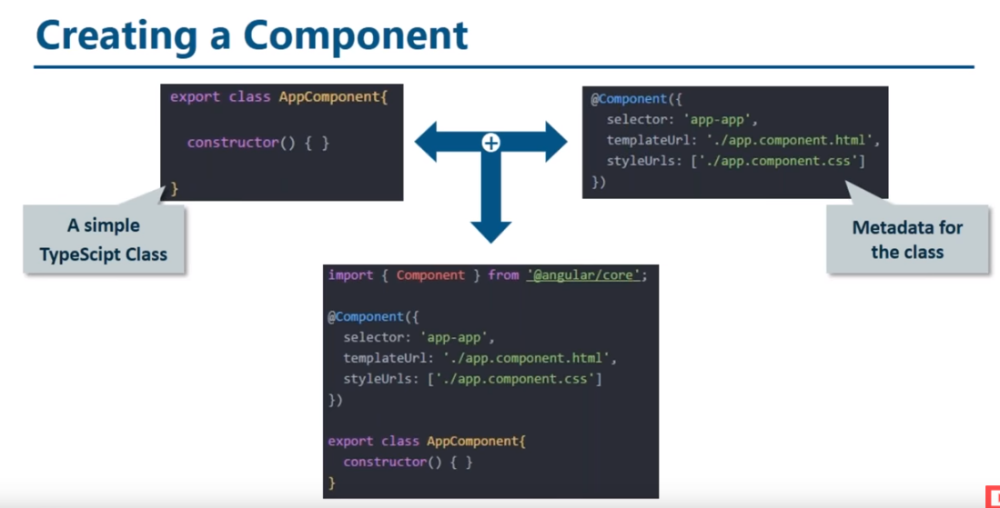 Creating a Component
export class AppComponent{
constructor() { }
}
@Component({
selector: 'app-app',
templateUrl: './app.component.html',
styleUrls: ['./app.component.css']
})
A simple
TypeScipt Class
Metadata for
the class
import { Component } from '@angular/core';
@Component({
selector: 'app-app',
templateUrl: './app.component.html',
styleUrls: ['./app.component.css']
})
export class AppComponent{
constructor() { }
}